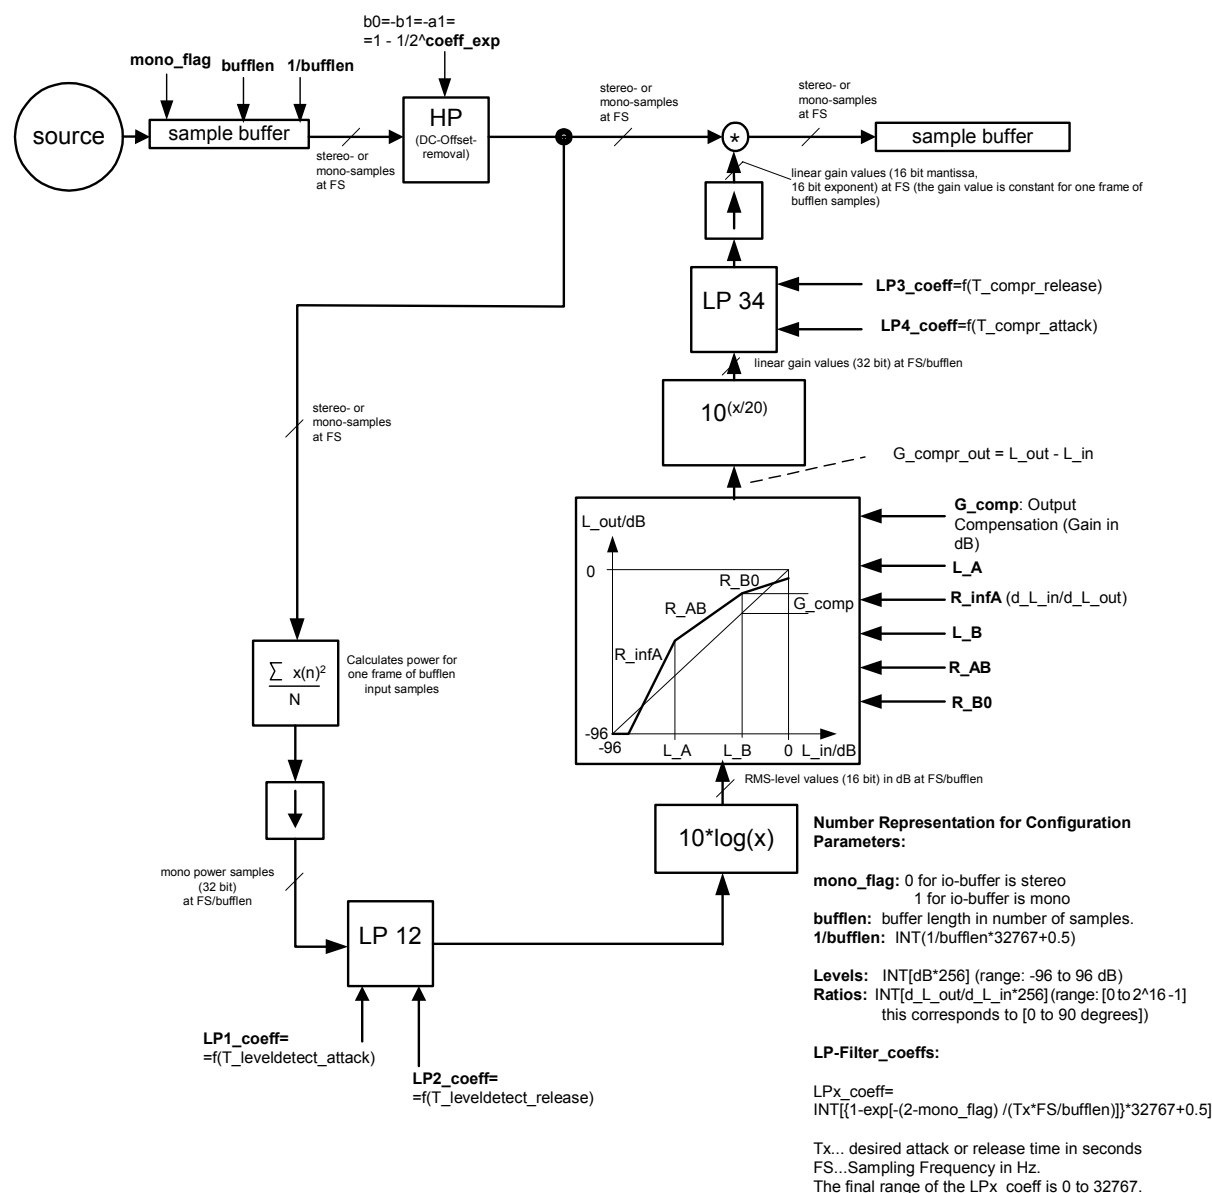 b0=-b1=-a1=
=1 - 1/2^coeff_exp
mono_flag
bufflen
1/bufflen
source
sample buffer
stereo- or
mono-samples
at FS
HP
(DC-Offset-
removal)
stereo- or
mono-samples
at FS
*
stereo- or
mono-samples
at FS
sample buffer
linear gain values (16 bit mantissa,
16 bit exponent) at FS (the gain value is constant for one frame of
bufflen samples)
LP 34
LP3_coeff=f(T_compr_release)
LP4_coeff=f(T_compr_attack)
linear gain values (32 bit) at FS/bufflen
10(x/20)
stereo- or
mono-samples
at FS
G_compr_out = L_out - L_in
G_comp: Output
Compensation (Gain in
dB)
L_A
R_infA (d_L_in/d_L_out)
L_B
R_AB
R_B0
L_out/dB
0
R_B0
R_AB
G_comp
R_infA
-96
-96
L_A
L_B
0
L_in/dB
∑ x(n)2
N
Calculates power for
one frame of bufflen
input samples
RMS-level values (16 bit) in dB at FS/bufflen
10*log(x)
mono power samples
(32 bit)
at FS/bufflen
LP 12
LP1_coeff=
=f(T_leveldetect_attack)
LP2_coeff=
=f(T_leveldetect_release)
Number Representation for Configuration
Parameters:
mono_flag: 0 for io-buffer is stereo
1 for io-buffer is mono
bufflen: buffer length in number of samples.
1/bufflen: INT(1/bufflen*32767+0.5)
Levels: INT[dB*256] (range: -96 to 96 dB)
Ratios: INT[d_L_out/d_L_in*256] (range: [0 to 2^16 -1]
this corresponds to [0 to 90 degrees])
LP-Filter_coeffs:
LPx_coeff=
INT[{1-exp[-(2-mono_flag) /(Tx*FS/bufflen)]}*32767+0.5]
Tx... desired attack or release time in seconds
FS...Sampling Frequency in Hz.
The final range of the LPx_coeff is 0 to 32767.